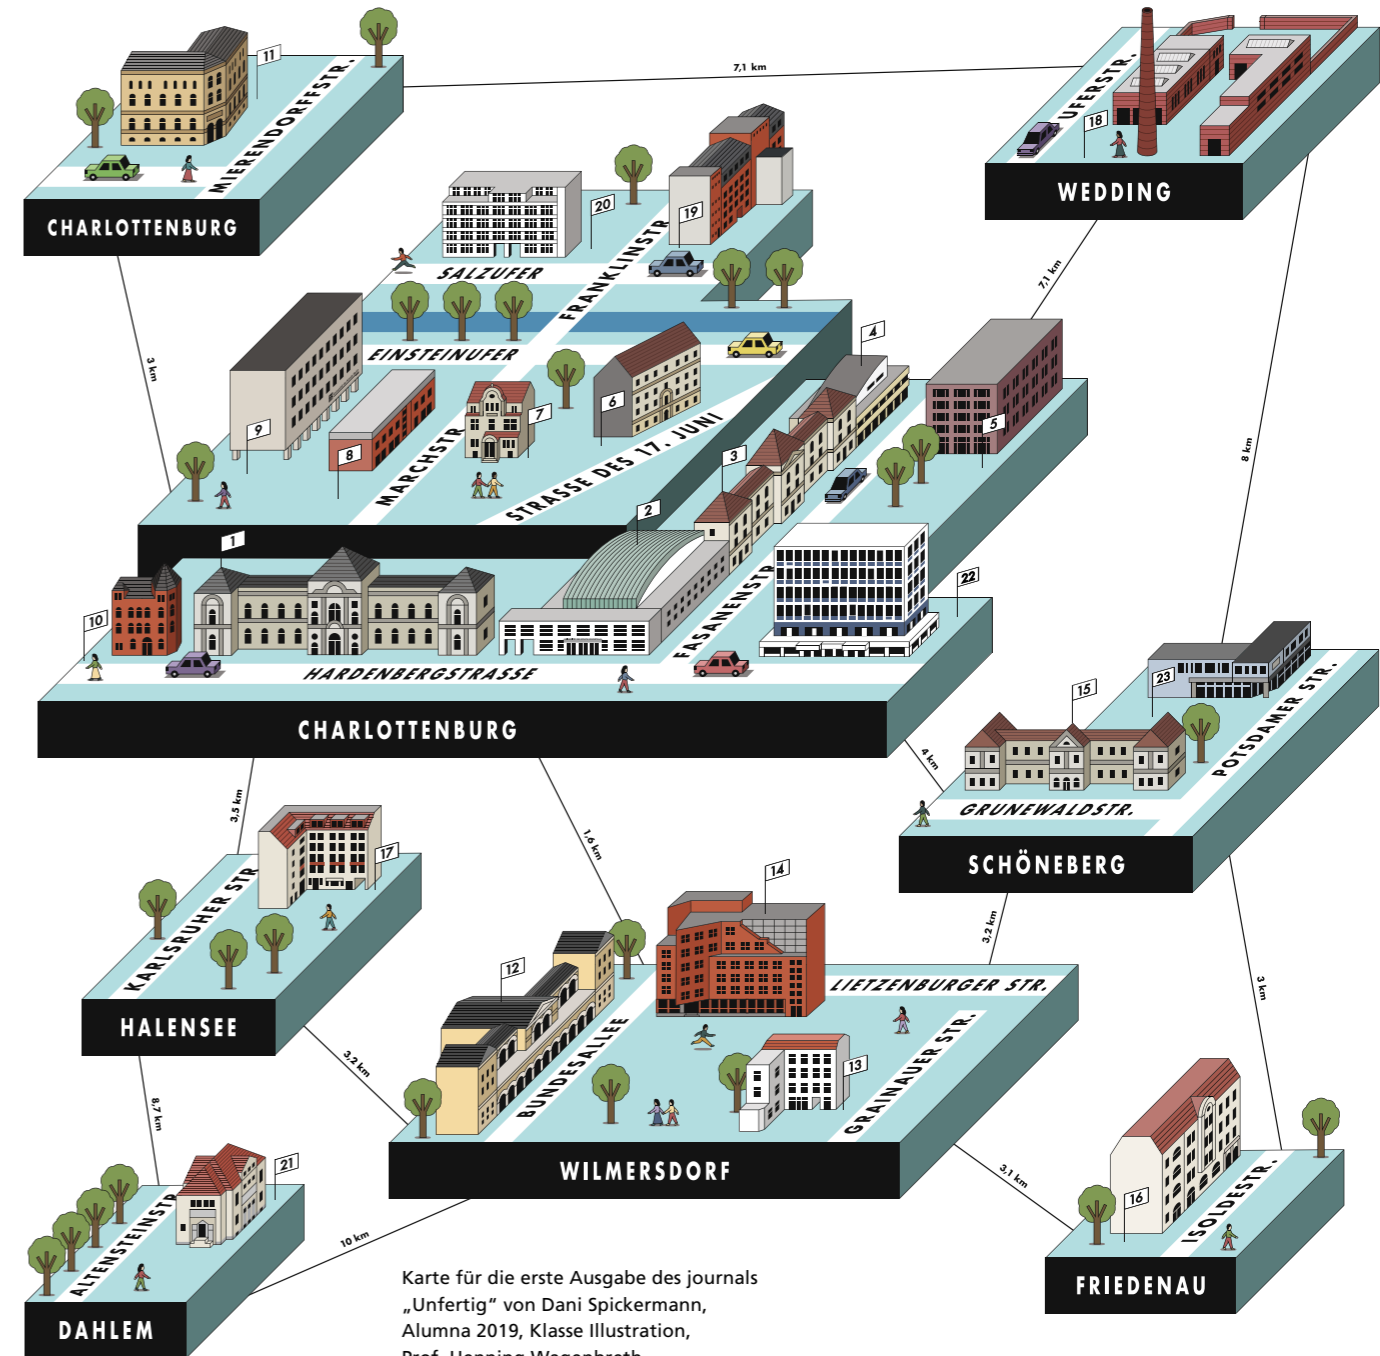 11
MIERENDORFFSTR.
CHARLOTTENBURG
7,1 km
UFERSTR.
18
WEDDING
20
19
SALZUFER
FRANKLINSTR
7,1 km
3 km
EINSTEINUFER
4
9
8
7
6
5
MARCHSTR
STRASSE DES 17. JUNI
3
8 km
2
1
10
FASANENSTR
22
HARDENBERGSTRASSE
CHARLOTTENBURG
15
23
POTSDAMER STR.
4 km
GRUNEWALDSTR.
SCHÖNEBERG
3,5 km
1,6 km
17
KARLSRUHER STR
HALENSEE
14
3,2 km
12
LIETZENBURGER STR.
BUNDESALLEE
13
GRAINAUER STR.
3 km
3,2 km
WILMERSDORF
8,7 km
21
ALTENSTEINSTR
DAHLEM
10 km
3,1 km
16
ISOLDESTR.
FRIEDENAU
Karte für die erste Ausgabe des journals
„Unfertig“ von Dani Spickermann,
Alumna 2019, Klasse Illustration,
Prof. Henning Wagenbreth